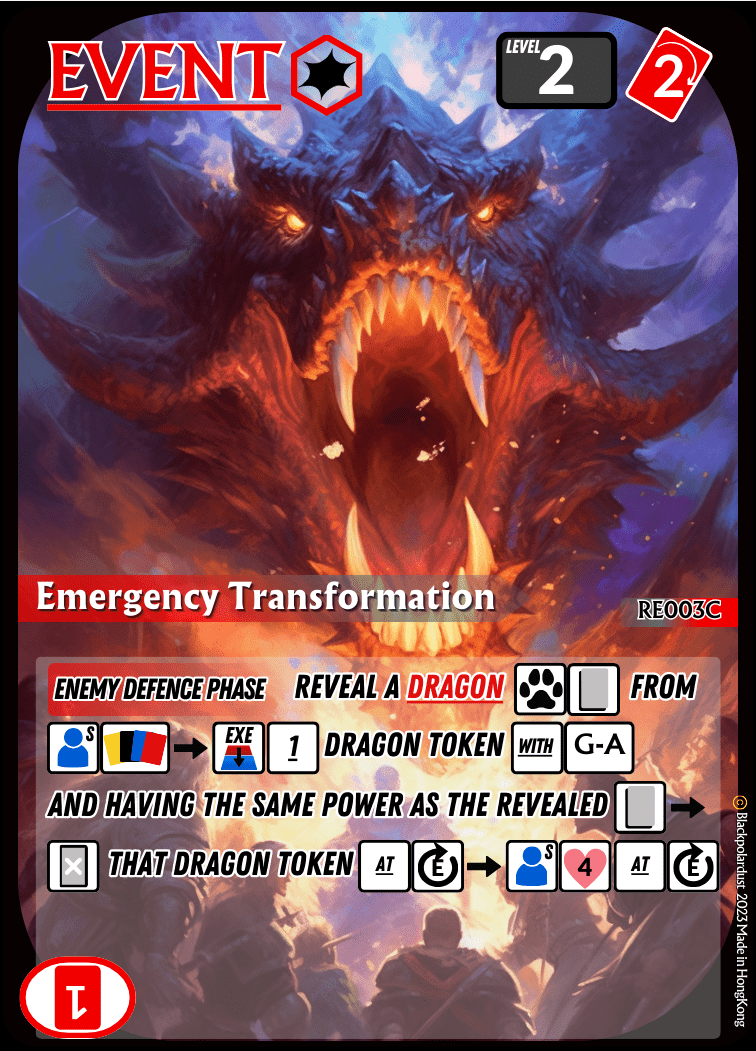 EVENT
LEVEL 2
2
Emergency Transformation
RE003C
ENEMY DEFENCE PHASE REVEAL A DRAGON FROM
S EXE 1 DRAGON TOKEN WITH G-A
AND HAVING THE SAME POWER AS THE REVEALED
THAT DRAGON TOKEN AT E S 4 AT E
1
© Blackpolardust 2023 Made in HongKong